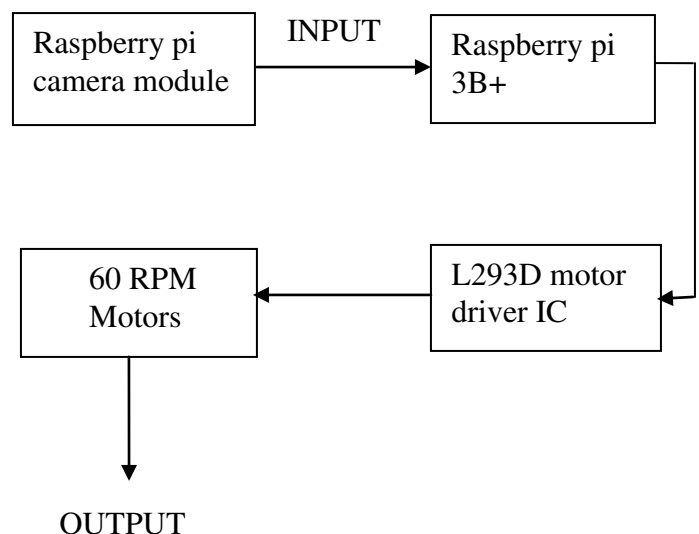 Raspberry pi
camera module
INPUT
Raspberry pi
3B+
L293D motor
driver IC
60 RPM
Motors
OUTPUT